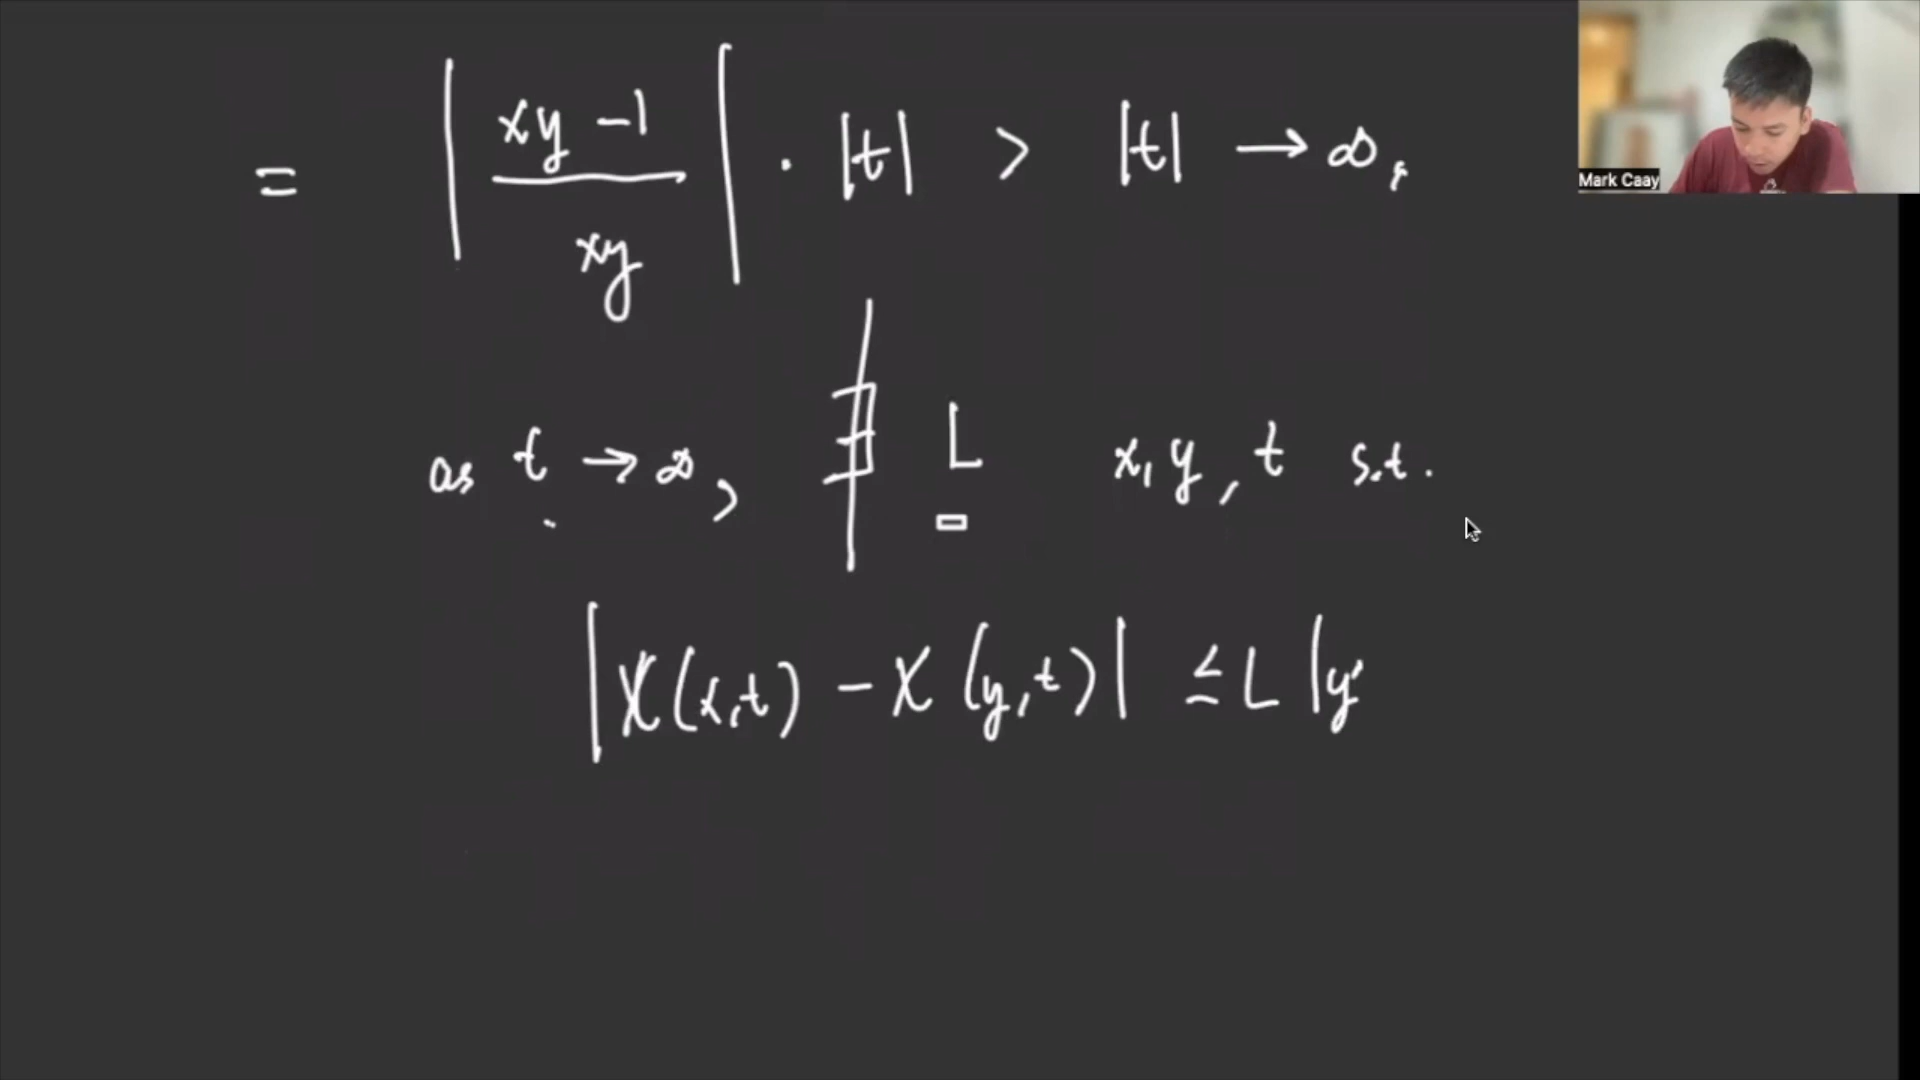 = | xy - 1 / xy | · |t| > |t| → ∞,
Mark Caay
as t → ∞, ∄ L x, y, t s.t.
|X(x,t) - X(y,t)| ≤ L |y